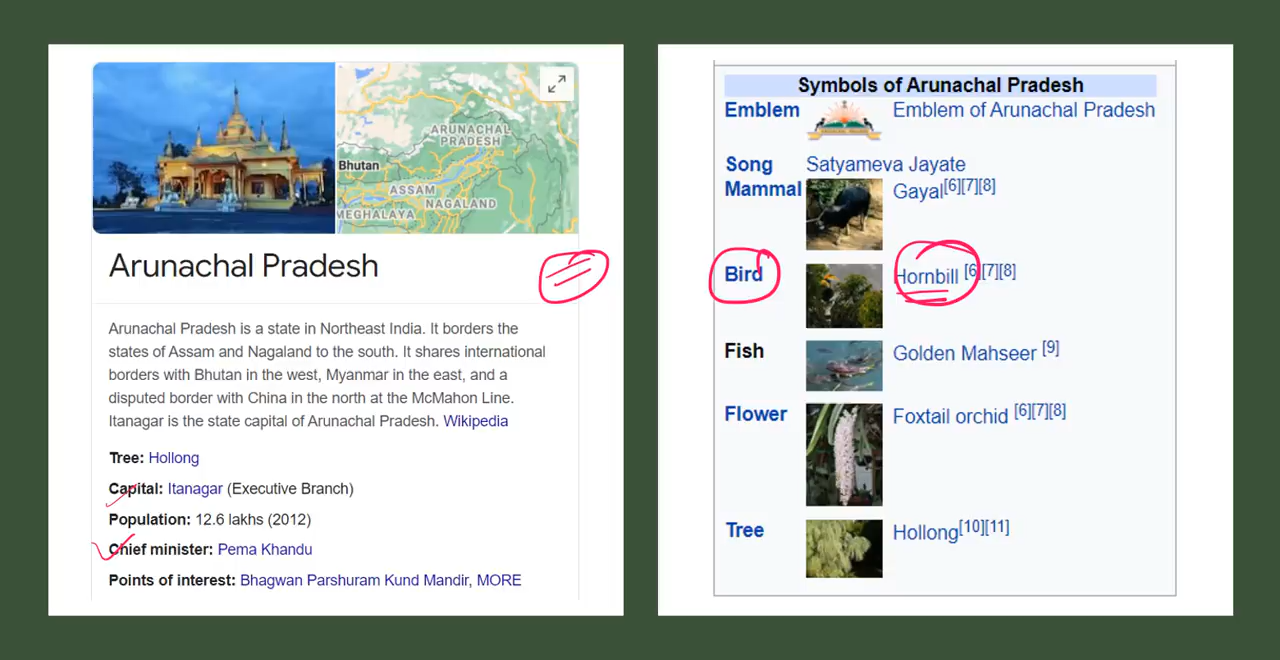 ARUNACHAL
PRADESH
Bhutan
ASSAM
NAGALAND
MEGHALAYA
Arunachal Pradesh
Arunachal Pradesh is a state in Northeast India. It borders the
states of Assam and Nagaland to the south. It shares international
borders with Bhutan in the west, Myanmar in the east, and a
disputed border with China in the north at the McMahon Line.
Itanagar is the state capital of Arunachal Pradesh. Wikipedia
Tree: Hollong
Capital: Itanagar (Executive Branch)
Population: 12.6 lakhs (2012)
Chief minister: Pema Khandu
Points of interest: Bhagwan Parshuram Kund Mandir, MORE
Symbols of Arunachal Pradesh
Emblem Emblem of Arunachal Pradesh
Song Satyameva Jayate
Mammal Gayal[6][7][8]
Bird Hornbill [6][7][8]
Fish Golden Mahseer [9]
Flower Foxtail orchid [6][7][8]
Tree Hollong[10][11]